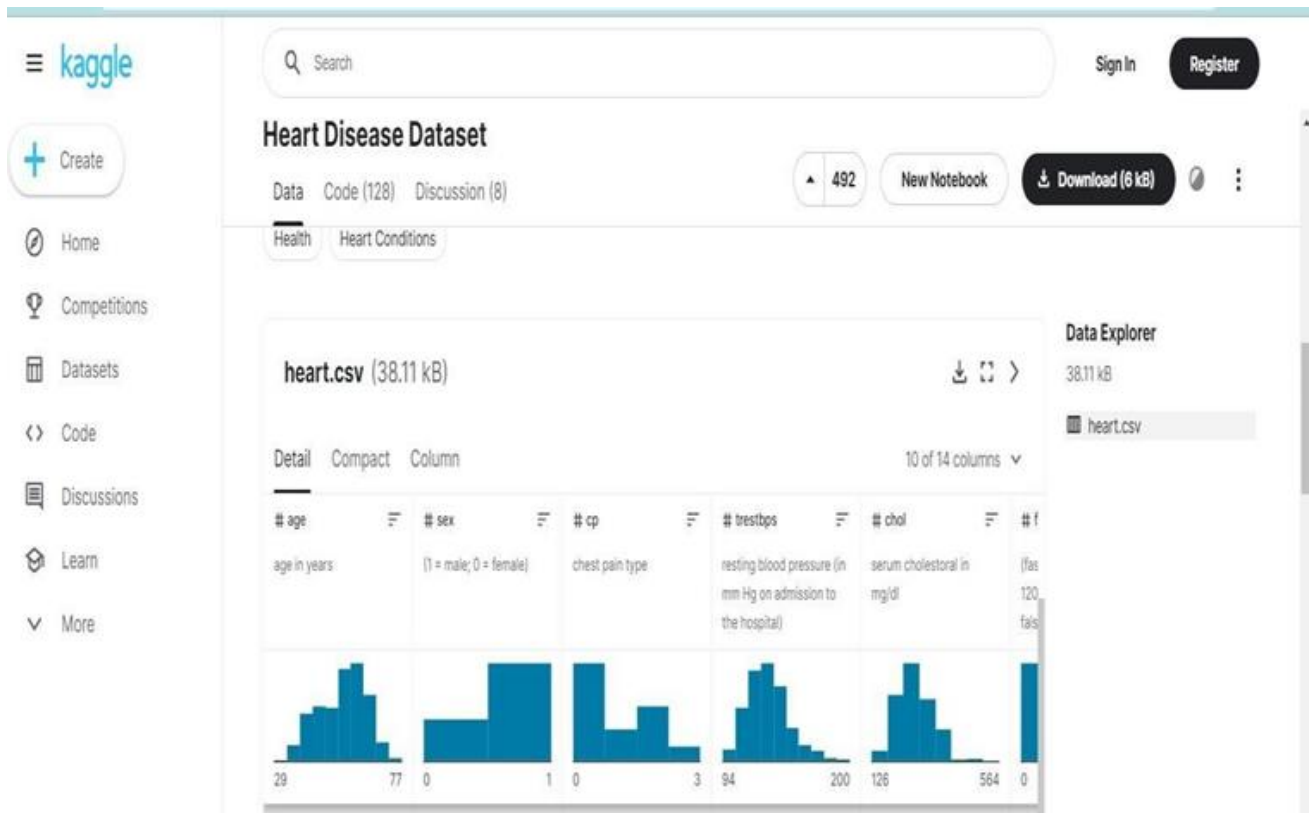 kaggle
Search
Sign In
Register
Create
Home
Competitions
Datasets
Code
Discussions
Learn
More
Heart Disease Dataset
Data Code (128) Discussion (8)
492
New Notebook
Download (6 kB)
Health Heart Conditions
heart.csv (38.11 kB)
Detail Compact Column
10 of 14 columns
# age # sex # cp # trestbps # chol # f
age in years
(1 = male; 0 = female)
chest pain type
resting blood pressure (in
mm Hg on admission to
the hospital)
serum cholestoral in
mg/dl
(fas
120
fals
29 77 0 1 0 3 94 200 126 564 0
Data Explorer
38.11 kB
heart.csv